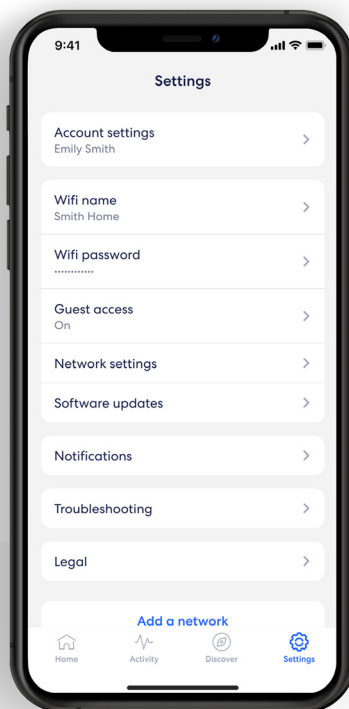 9:41
Settings
Account settings
Emily Smith
Wifi name
Smith Home
Wifi password
············
Guest access
On
Network settings
Software updates
Notifications
Troubleshooting
Legal
Add a network
Home Activity Discover Settings